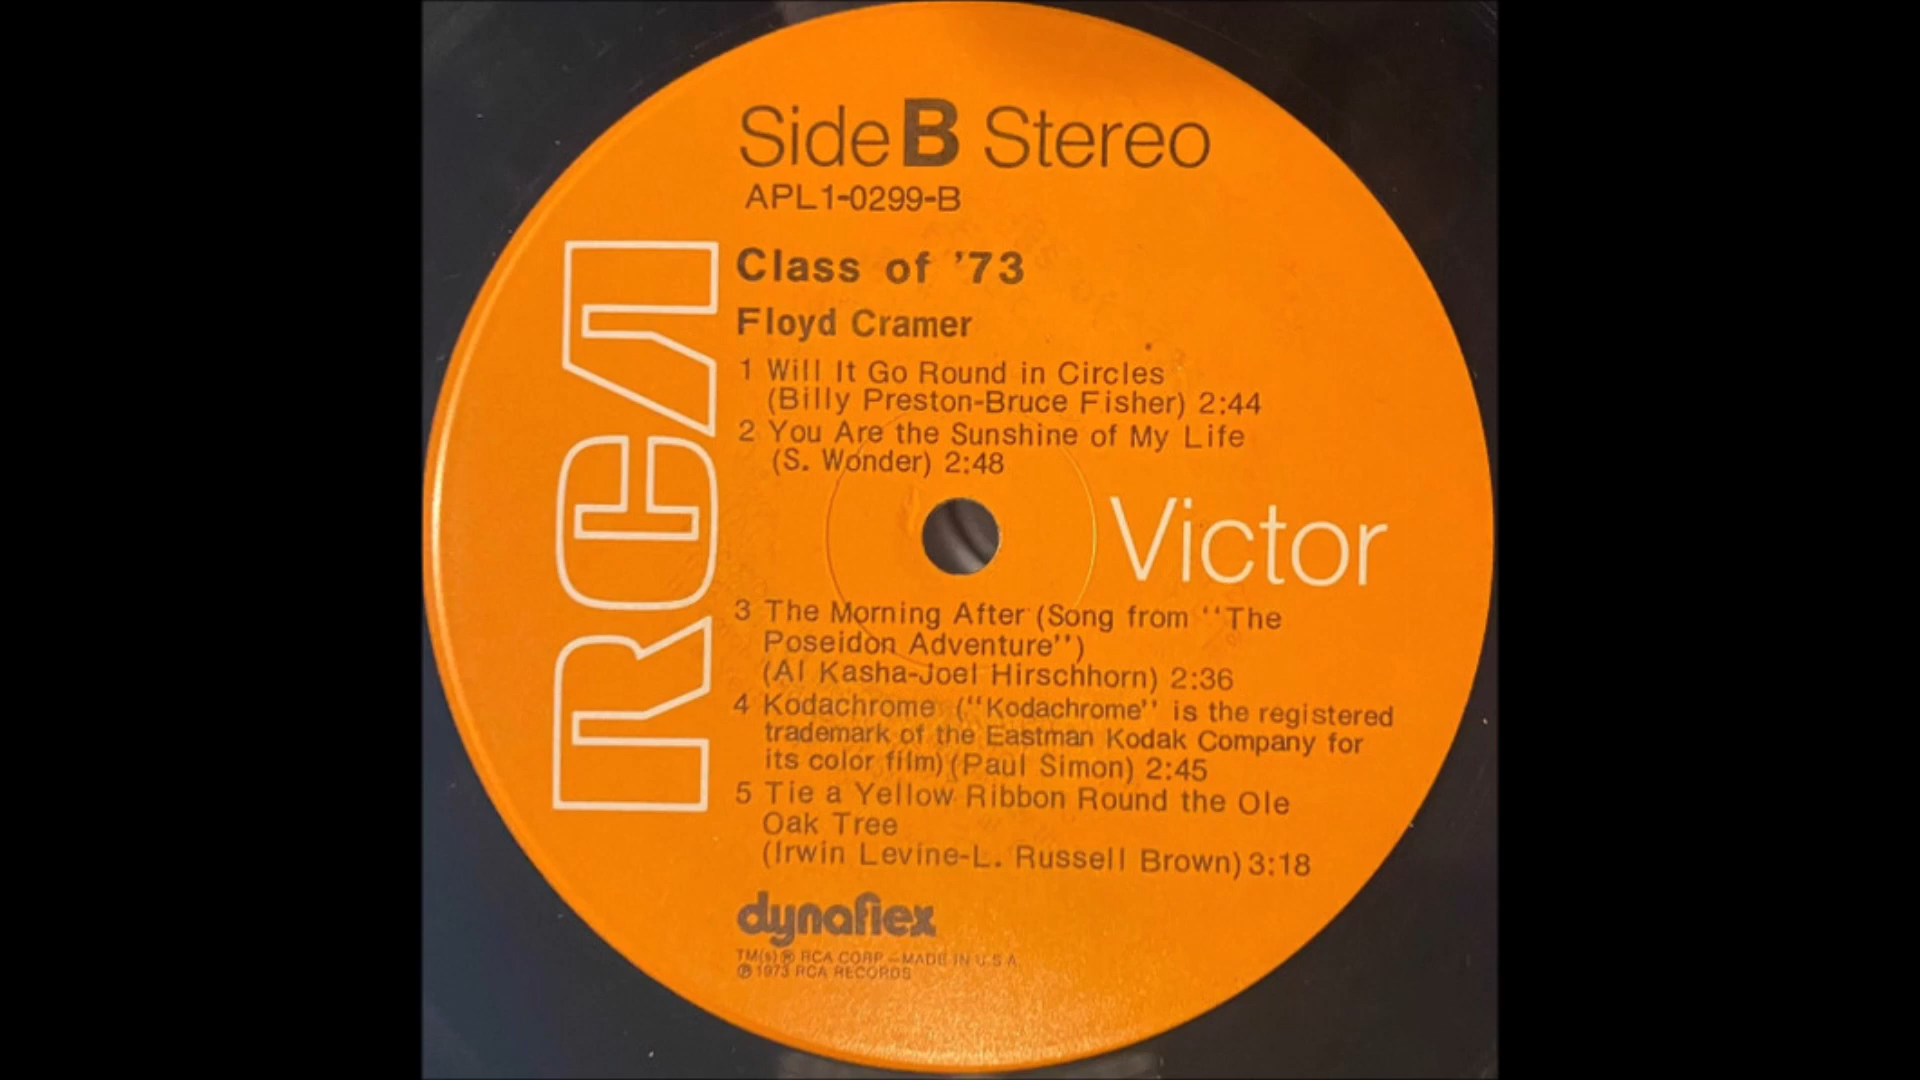 Side B Stereo
APL1-0299-B
Class of '73
Floyd Cramer
1 Will It Go Round in Circles
(Billy Preston-Bruce Fisher) 2:44
2 You Are the Sunshine of My Life
(S. Wonder) 2:48
RCA
Victor
3 The Morning After (Song from "The
Poseidon Adventure")
(Al Kasha-Joel Hirschhorn) 2:36
4 Kodachrome ("Kodachrome" is the registered
trademark of the Eastman Kodak Company for
its color film) (Paul Simon) 2:45
5 Tie a Yellow Ribbon Round the Ole
Oak Tree
(Irwin Levine-L. Russell Brown) 3:18
dynaflex
TM(s) ® RCA CORP.—MADE IN U.S.A.
℗ 1973 RCA RECORDS